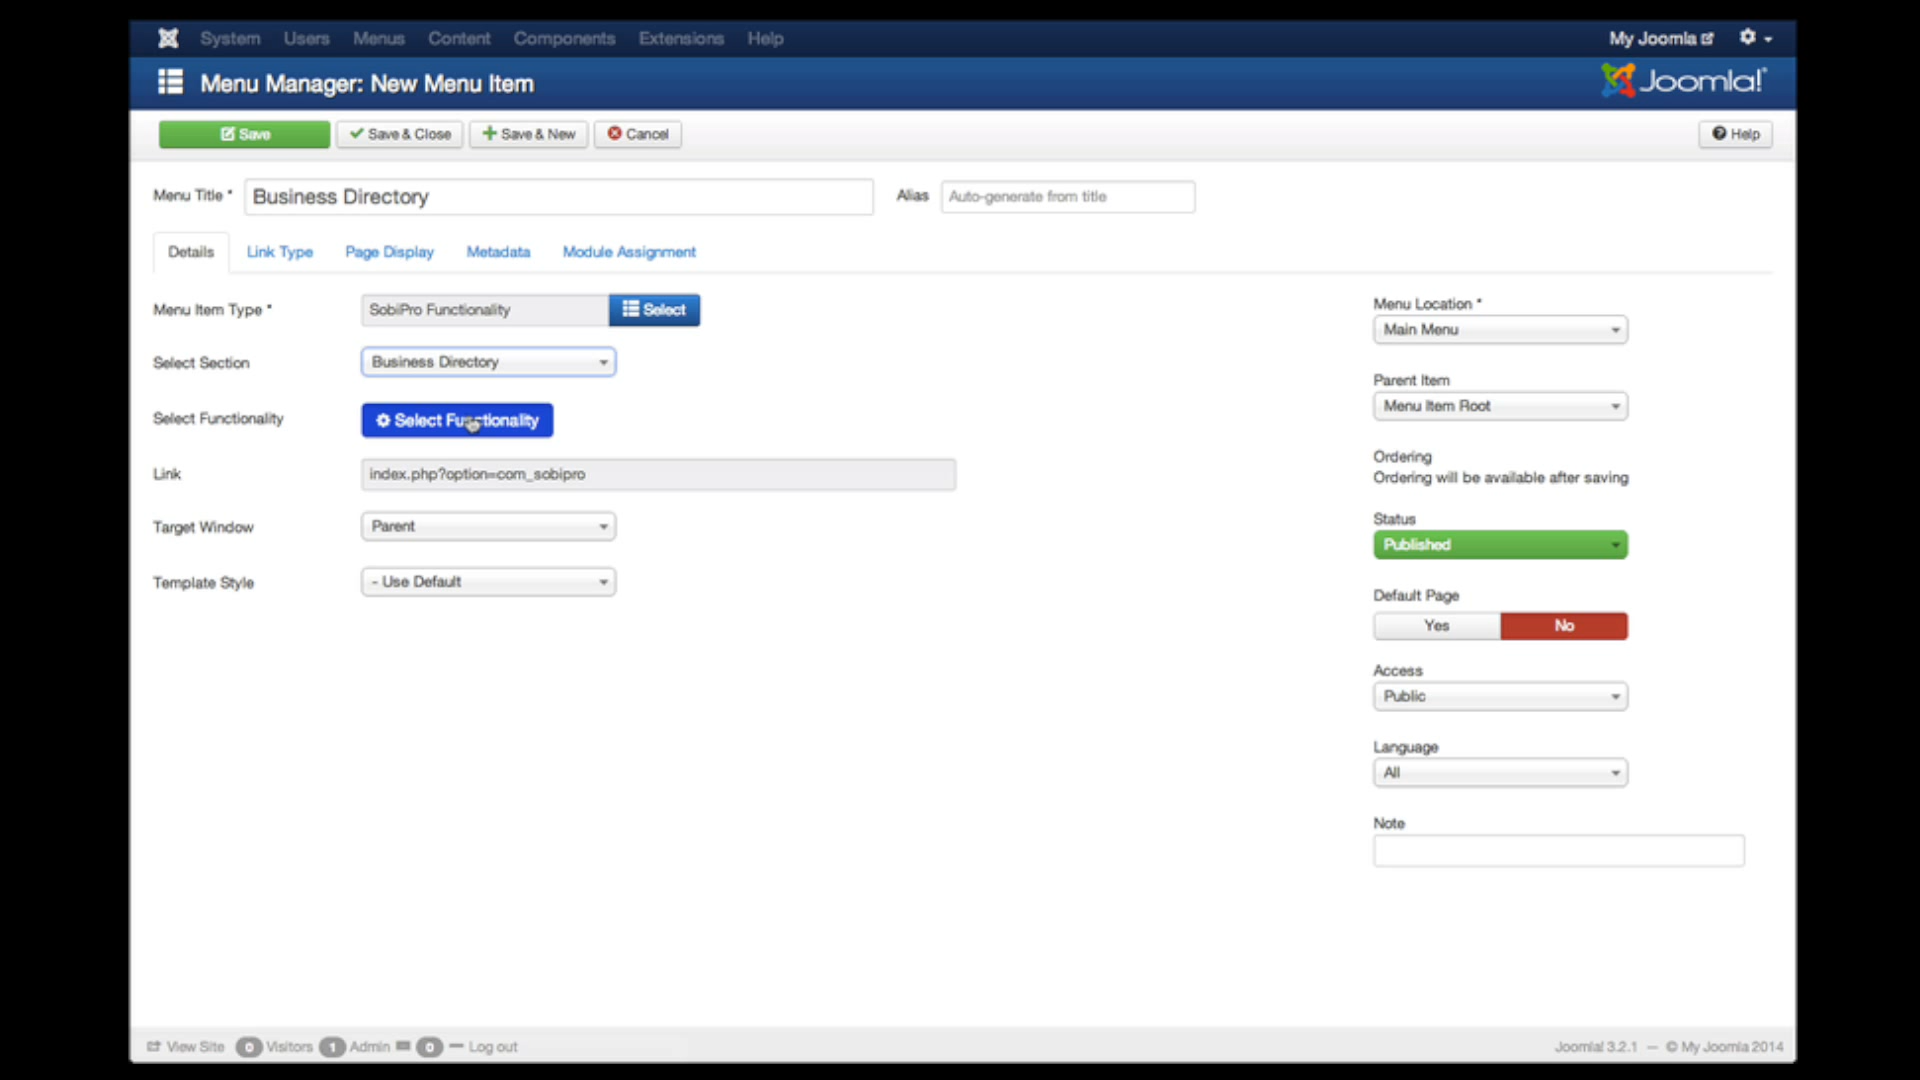 System Users Menus Content Components Extensions Help My Joomla
Menu Manager: New Menu Item Joomla!
Save Save & Close Save & New Cancel Help
Menu Title * Business Directory Alias Auto-generate from title
Details Link Type Page Display Metadata Module Assignment
Menu Item Type * SobiPro Functionality Select
Select Section Business Directory
Select Functionality Select Functionality
Link index.php?option=com_sobipro
Target Window Parent
Template Style - Use Default
Menu Location *
Main Menu
Parent Item
Menu Item Root
Ordering
Ordering will be available after saving
Status
Published
Default Page
Yes No
Access
Public
Language
All
Note
View Site 0 Visitors 1 Admin 0 Log out Joomla! 3.2.1 — © My Joomla 2014